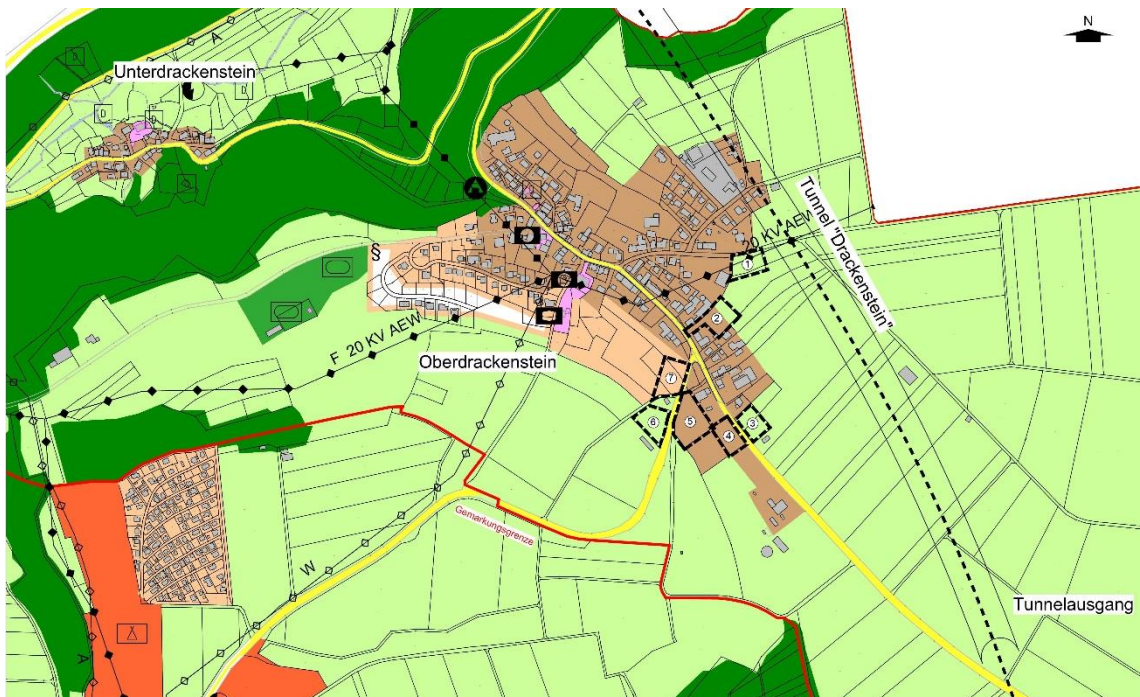 N
A
Unterdrackenstein
D
D
D
Tunnel "Drackenstein"
20 KV AEW
1
§
2
F 20 KV AEW
Oberdrackenstein
7
6
5
4
3
Gemarkungsgrenze
W
Tunnelausgang
A